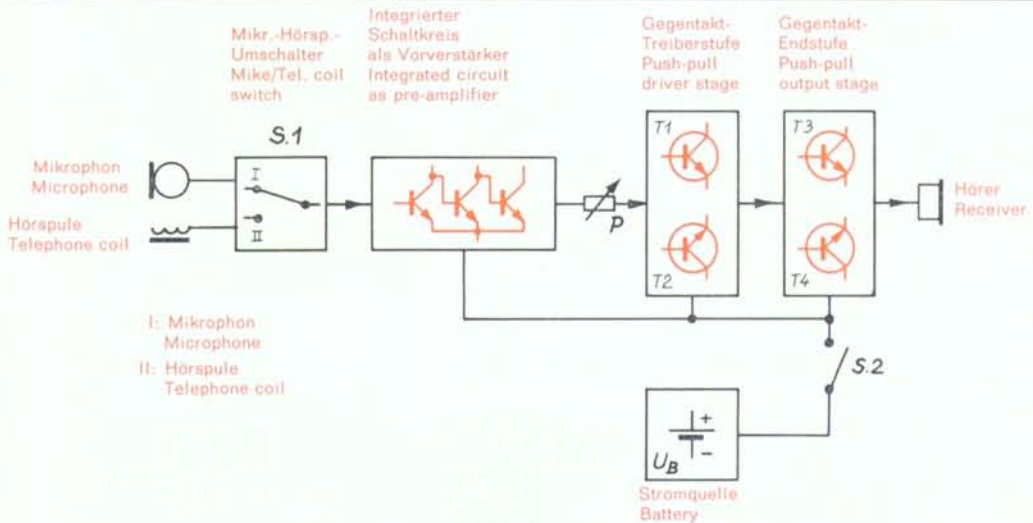 Mikr.-Hörsp.-
Umschalter
Mike/Tel. coil
switch
Integrierter
Schaltkreis
als Vorverstärker
Integrated circuit
as pre-amplifier
Gegentakt-
Treiberstufe
Push-pull
driver stage
Gegentakt-
Endstufe
Push-pull
output stage
S.1
Mikrophon
Microphone
Hörspule
Telephone coil
I
II
P
T1
T2
T3
T4
Hörer
Receiver
I: Mikrophon
Microphone
II: Hörspule
Telephone coil
S.2
+
-
UB
Stromquelle
Battery